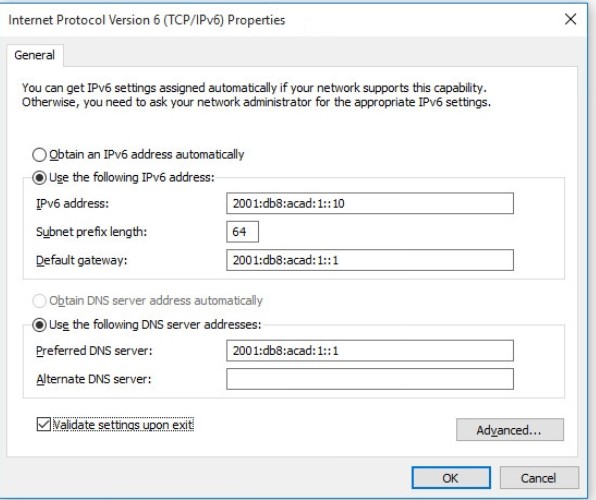 Internet Protocol Version 6 (TCP/IPv6) Properties
General
You can get IPv6 settings assigned automatically if your network supports this capability.
Otherwise, you need to ask your network administrator for the appropriate IPv6 settings.
Obtain an IPv6 address automatically
Use the following IPv6 address:
IPv6 address: 2001:db8:acad:1::10
Subnet prefix length: 64
Default gateway: 2001:db8:acad:1::1
Obtain DNS server address automatically
Use the following DNS server addresses:
Preferred DNS server: 2001:db8:acad:1::1
Alternate DNS server:
Validate settings upon exit
Advanced...
OK Cancel